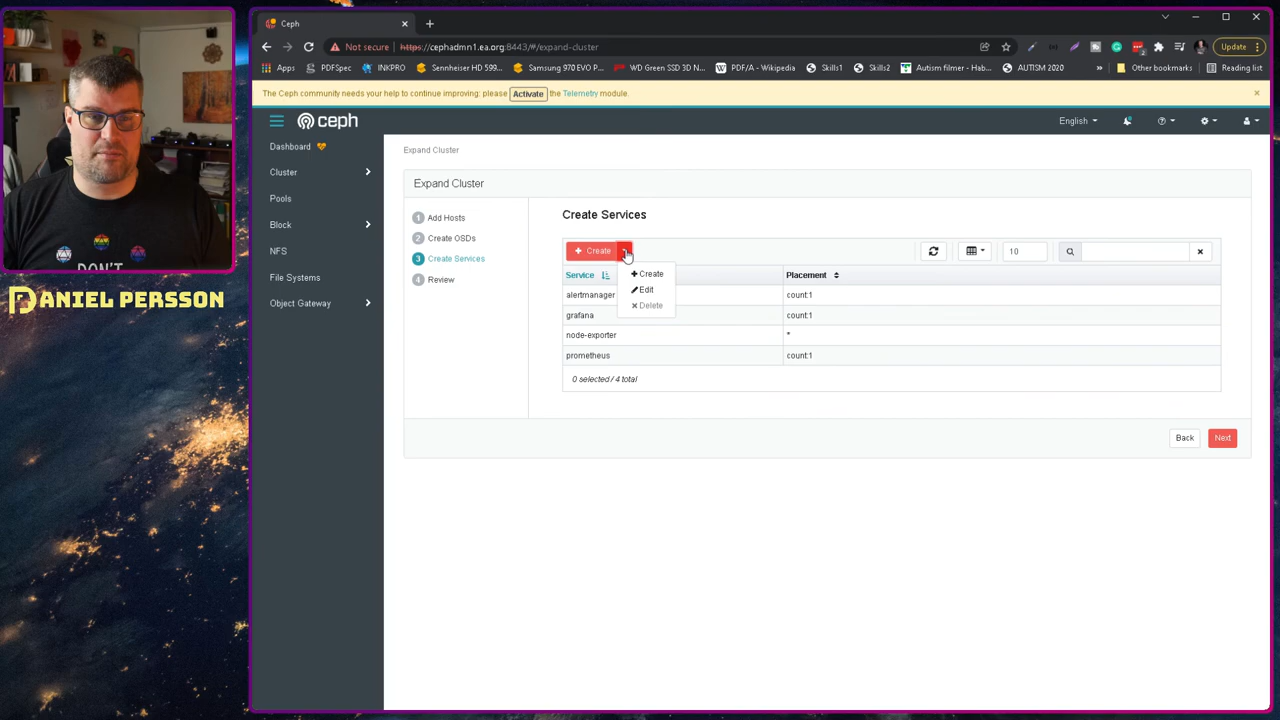 Ceph
Not secure
https://cephadmn1.ea.org:8443/#/expand-cluster
Update
Apps
PDFSpec
INKPRO
Sennheiser HD 599...
Samsung 970 EVO P...
WD Green SSD 3D N...
PDF/A - Wikipedia
Skills1
Skills2
Autism filmer - Hab...
AUTISM 2020
»
Other bookmarks
Reading list
The Ceph community needs your help to continue improving: please Activate the Telemetry module.
ceph
English
Dashboard
Cluster
Pools
Block
NFS
File Systems
Object Gateway
Expand Cluster
Expand Cluster
1 Add Hosts
2 Create OSDs
3 Create Services
4 Review
Create Services
Create
10
Create
Edit
Delete
Service
Placement
alertmanager
count:1
grafana
count:1
node-exporter
*
prometheus
count:1
0 selected / 4 total
Back
Next
DON'T
DANIEL PERSSON